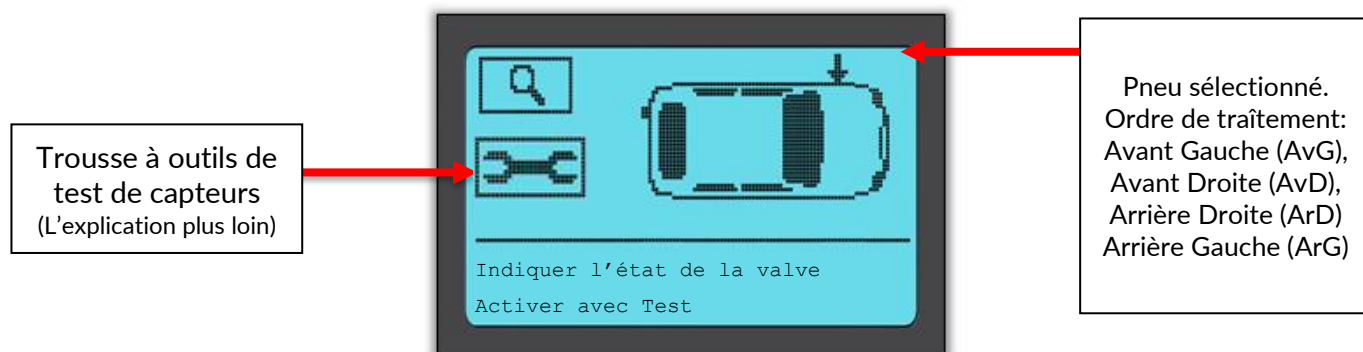 Trousse à outils de
test de capteurs
(L'explication plus loin)
Indiquer l'état de la valve
Activer avec Test
Pneu sélectionné.
Ordre de traîtement:
Avant Gauche (AvG),
Avant Droite (AvD),
Arrière Droite (ArD)
Arrière Gauche (ArG)